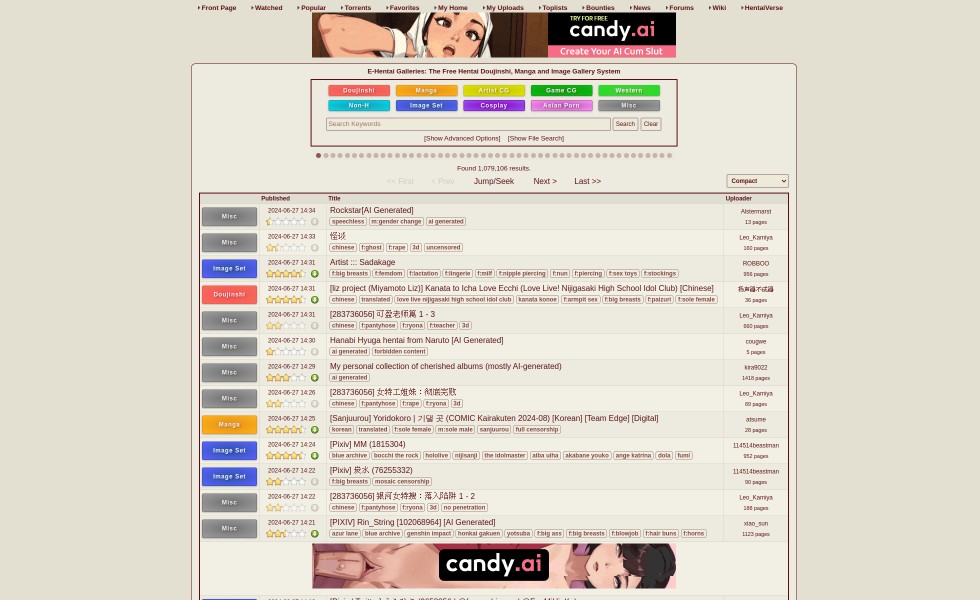 Front Page Watched Popular Torrents Favorites My Home My Uploads Toplists Bounties News Forums Wiki HentaiVerse
TRY FOR FREE
candy.ai
Create Your AI Cum Slut
E-Hentai Galleries: The Free Hentai Doujinshi, Manga and Image Gallery System
Doujinshi Manga Artist CG Game CG Western
Non-H Image Set Cosplay Asian Porn Misc
Search Keywords Search Clear
[Show Advanced Options] [Show File Search]
Found 1,079,106 results.
<< First < Prev Jump/Seek Next > Last >> Compact
Published Title Uploader
Misc 2024-06-27 14:34 Rockstar[AI Generated] Alstermarst
speechless m:gender change ai generated 13 pages
Misc 2024-06-27 14:33 怪谈 Leo_Kamiya
chinese f:ghost f:rape 3d uncensored 160 pages
Image Set 2024-06-27 14:31 Artist ::: Sadakage ROBBOO
f:big breasts f:femdom f:lactation f:lingerie f:milf f:nipple piercing f:nun f:piercing f:sex toys f:stockings 956 pages
Doujinshi 2024-06-27 14:31 [liz project (Miyamoto Liz)] Kanata to Icha Love Ecchi (Love Live! Nijigasaki High School Idol Club) [Chinese]
chinese translated love live nijigasaki high school idol club kanata konoe f:armpit sex f:big breasts f:paizuri f:sole female 36 pages
Misc 2024-06-27 14:31 [283736056] 可爱老师篇 1 - 3 Leo_Kamiya
chinese f:pantyhose f:ryona f:teacher 3d 660 pages
Misc 2024-06-27 14:30 Hanabi Hyuga hentai from Naruto [AI Generated] cougwe
ai generated forbidden content 5 pages
Misc 2024-06-27 14:29 My personal collection of cherished albums (mostly AI-generated) kira9022
ai generated 1418 pages
Misc 2024-06-27 14:26 [283736056] 女特工姐妹：彻底完败 Leo_Kamiya
chinese f:pantyhose f:rape f:ryona 3d 69 pages
Manga 2024-06-27 14:25 [Sanjuurou] Yoridokoro | 기댈 곳 (COMIC Kairakuten 2024-08) [Korean] [Team Edge] [Digital] atsume
korean translated f:sole female m:sole male sanjuurou full censorship 28 pages
Image Set 2024-06-27 14:24 [Pixiv] MM (1815304) 114514beastman
blue archive bocchi the rock hololive nijisanji the idolmaster aiba uiha akabane youko ange katrina dola fumi 952 pages
Image Set 2024-06-27 14:22 [Pixiv] 泉水 (76255332) 114514beastman
f:big breasts mosaic censorship 90 pages
Misc 2024-06-27 14:22 [283736056] 银河女特搜：落入陷阱 1 - 2 Leo_Kamiya
chinese f:pantyhose f:ryona 3d no penetration 188 pages
Misc 2024-06-27 14:21 [PIXIV] Rin_String [102068964] [AI Generated] xiao_sun
azur lane blue archive genshin impact honkai gakuen yotsuba f:big ass f:big breasts f:blowjob f:hair buns f:horns 1123 pages
candy.ai